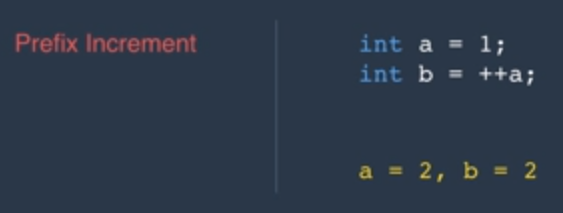 Prefix Increment
int a = 1;
int b = ++a;
a = 2, b = 2